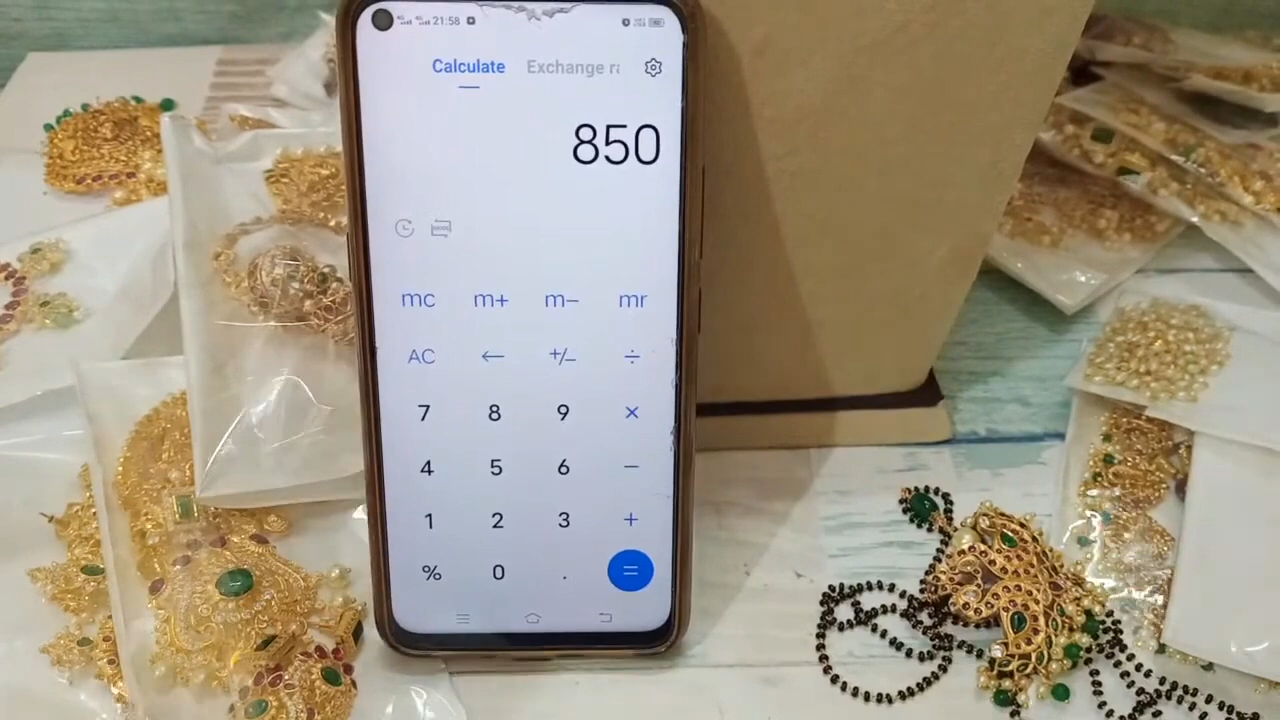 21:58
Calculate Exchange ra
850
mc m+ m− mr
AC ← +/− ÷
7 8 9 ×
4 5 6 −
1 2 3 +
% 0 . =